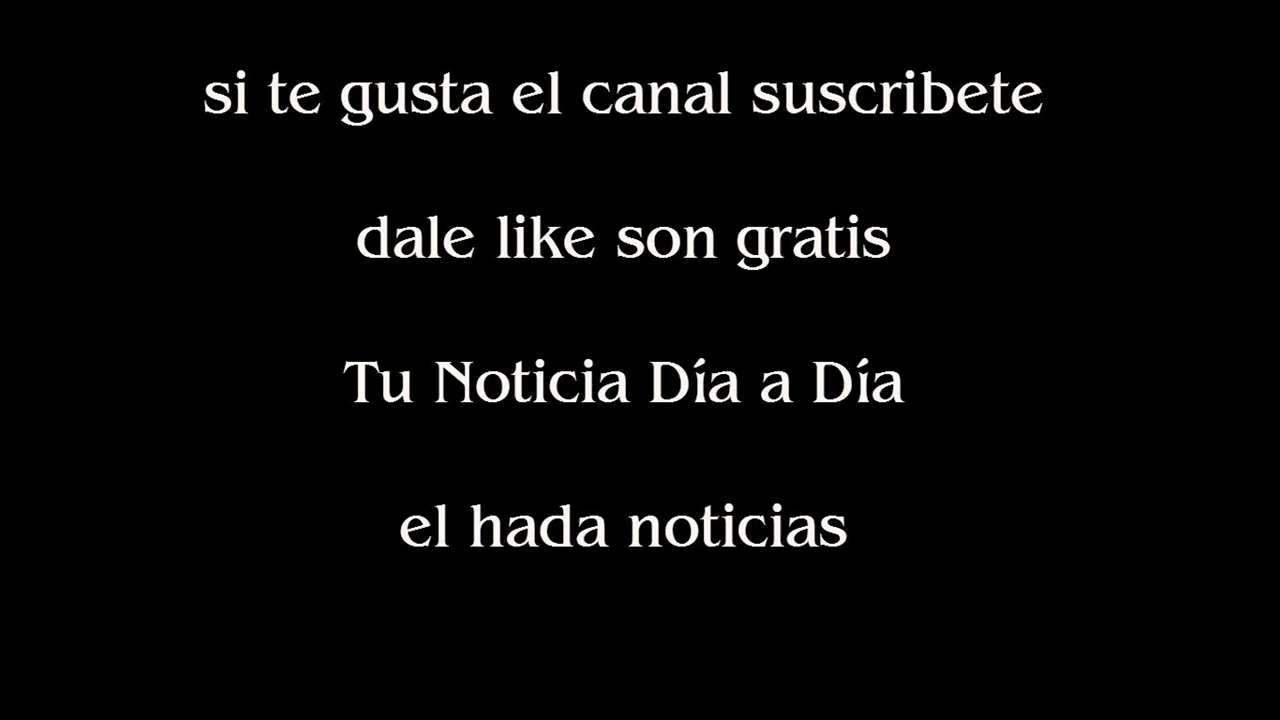 si te gusta el canal suscribete
dale like son gratis
Tu Noticia Día a Día
el hada noticias